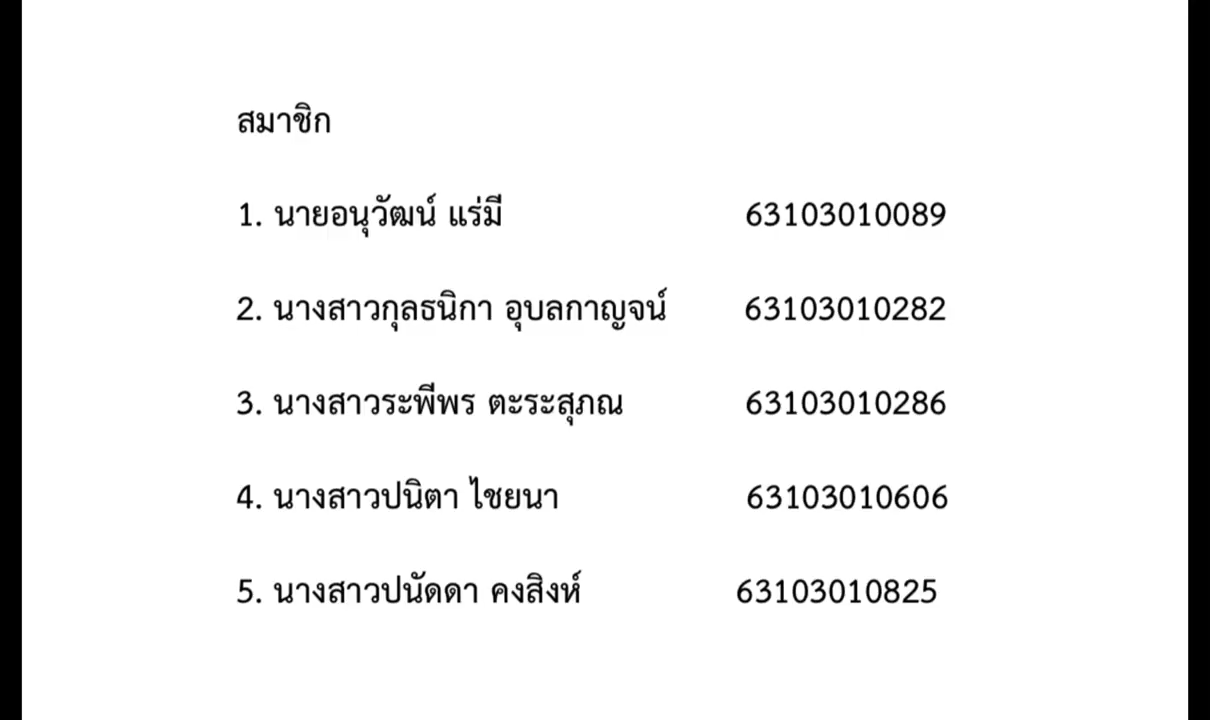 สมาชิก
1. นายอนุวัฒน์ แร่มี 63103010089
2. นางสาวกุลธนิกา อุบลกาญจน์ 63103010282
3. นางสาวระพีพร ตะระสุภณ 63103010286
4. นางสาวปนิตา ไชยนา 63103010606
5. นางสาวปนัดดา คงสิงห์ 63103010825